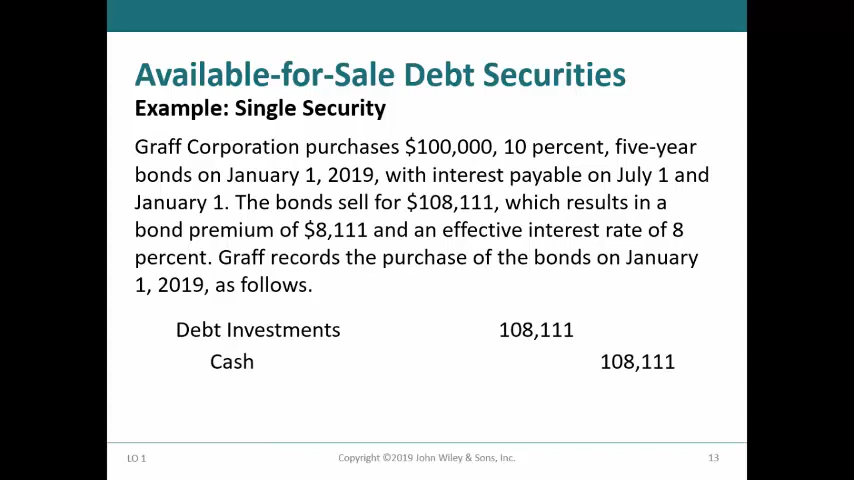 Available-for-Sale Debt Securities
Example: Single Security
Graff Corporation purchases $100,000, 10 percent, five-year
bonds on January 1, 2019, with interest payable on July 1 and
January 1. The bonds sell for $108,111, which results in a
bond premium of $8,111 and an effective interest rate of 8
percent. Graff records the purchase of the bonds on January
1, 2019, as follows.
Debt Investments 108,111
Cash 108,111
LO 1 Copyright ©2019 John Wiley & Sons, Inc. 13